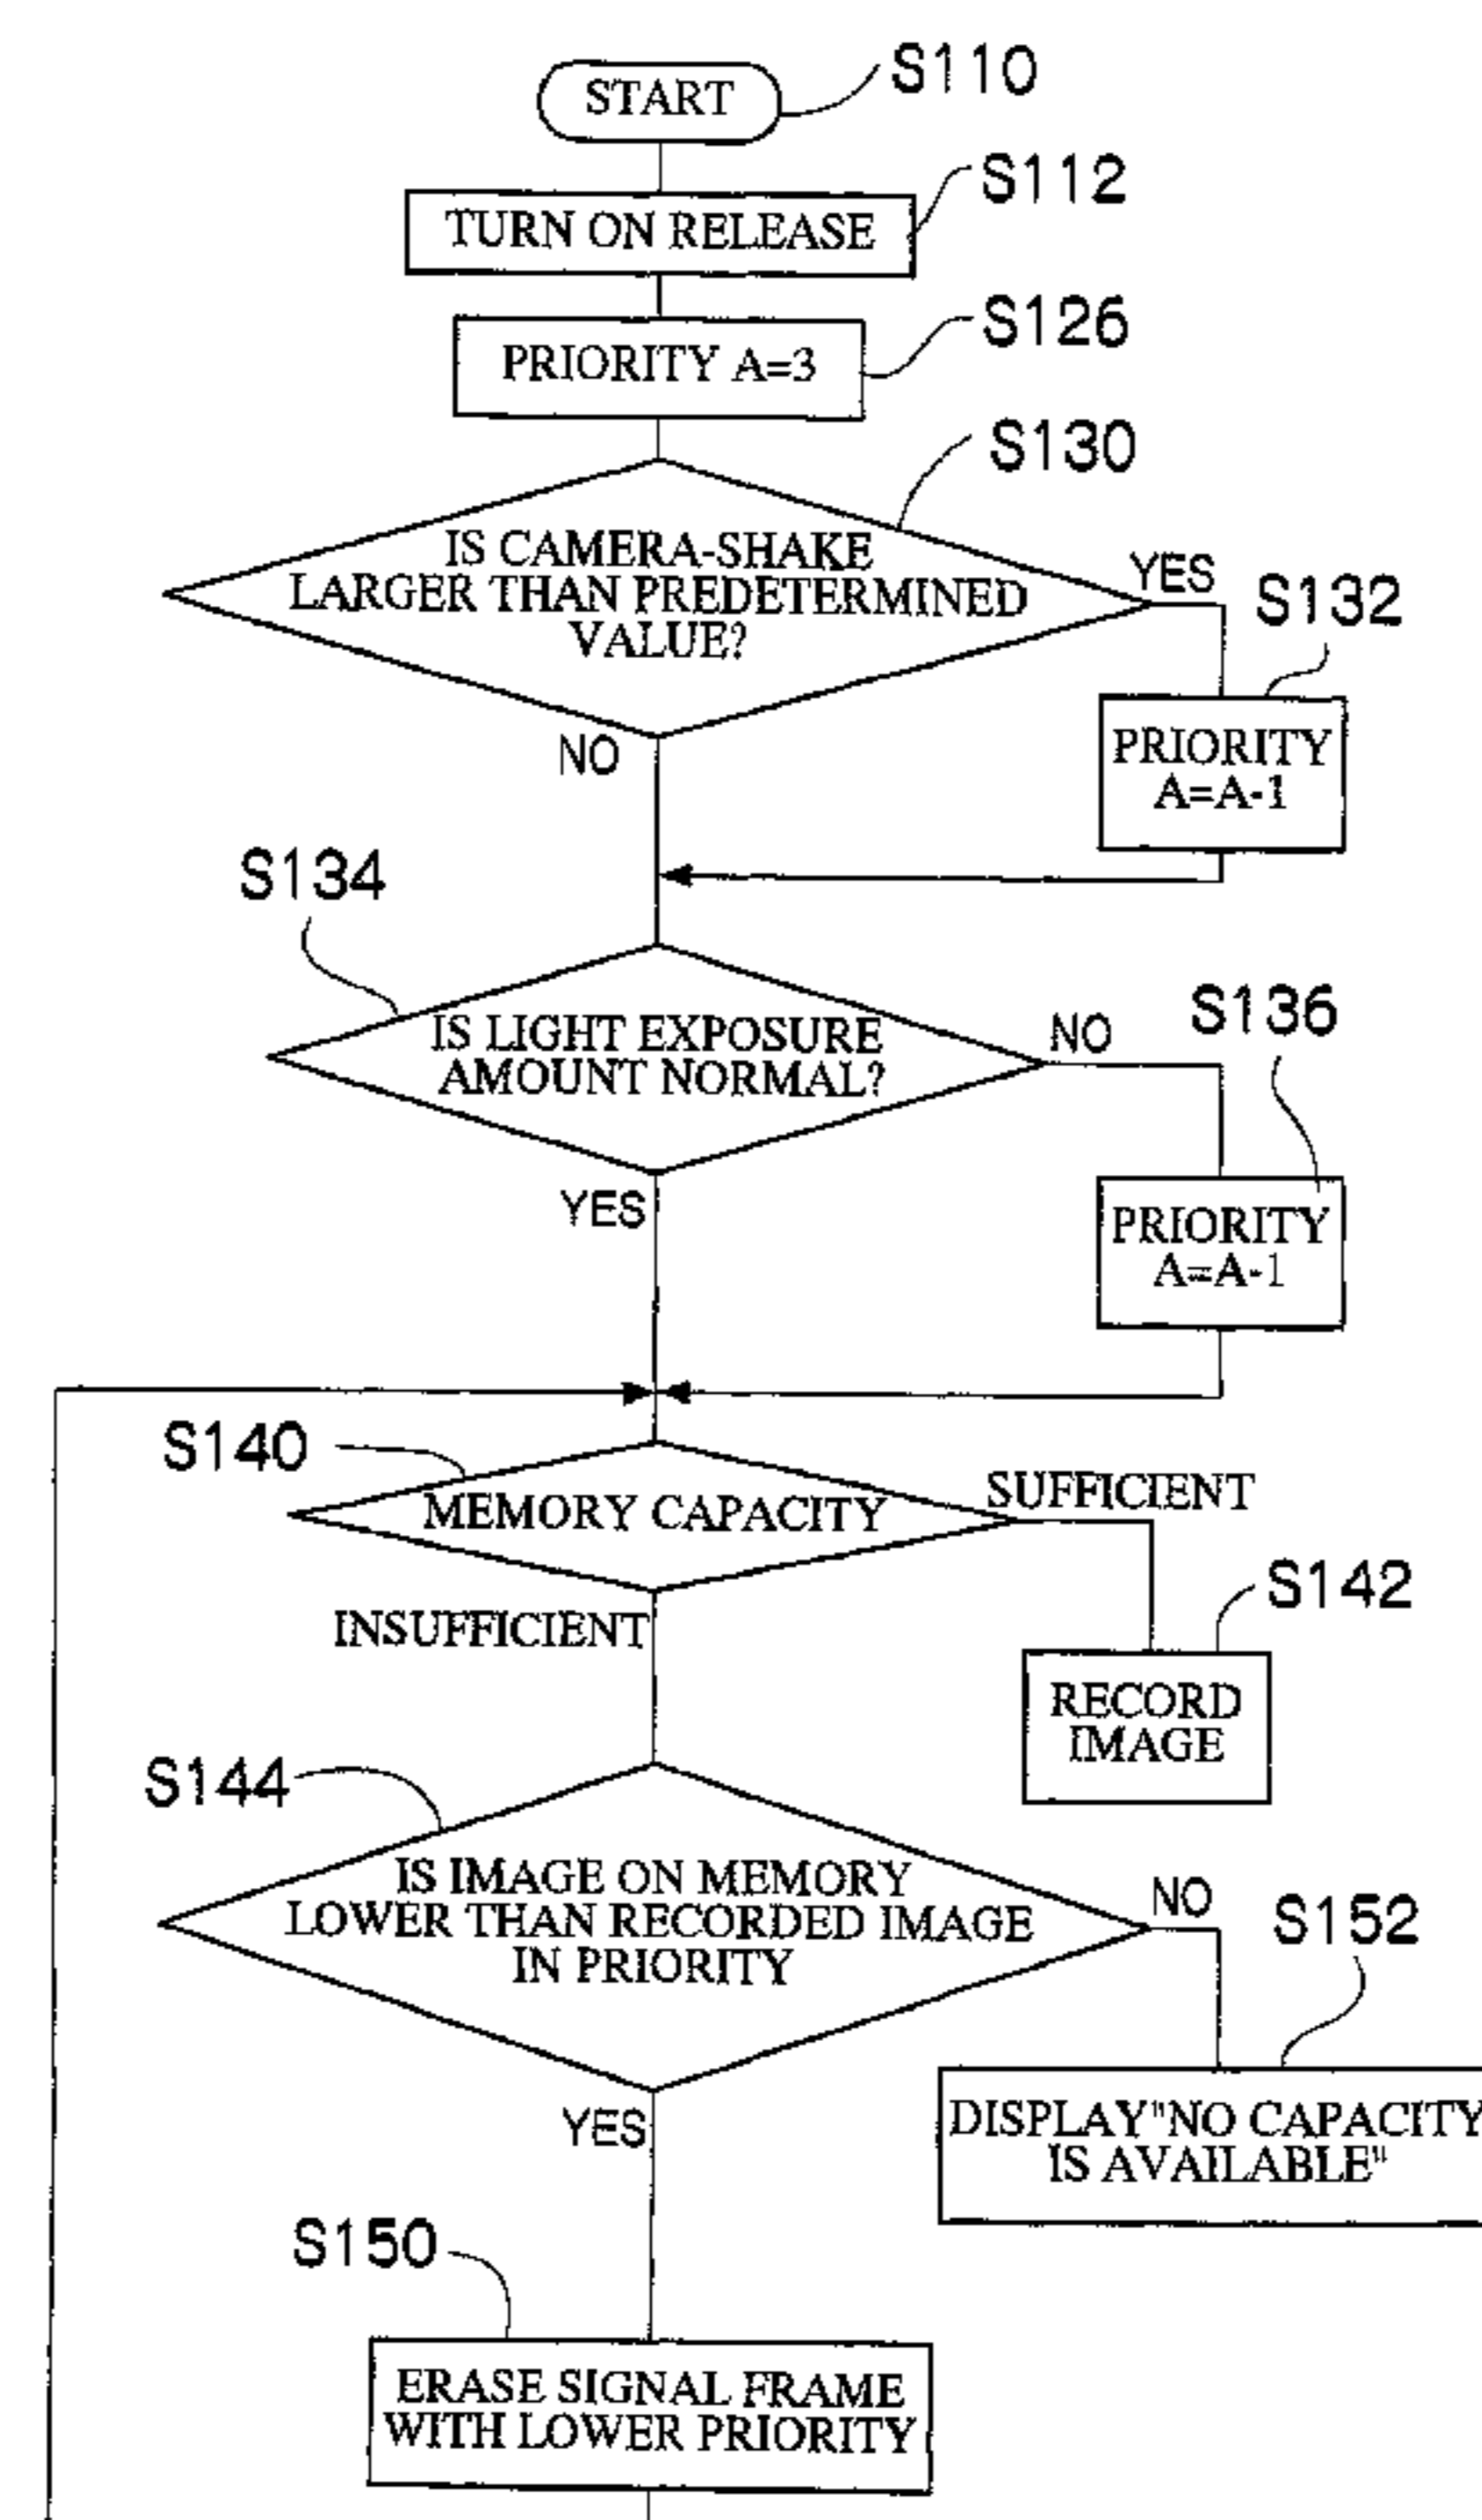 START
S110
TURN ON RELEASE
S112
PRIORITY A=3
S126
S130
IS CAMERA-SHAKE
LARGER THAN PREDETERMINED
VALUE?
YES
S132
PRIORITY
A=A-1
NO
S134
IS LIGHT EXPOSURE
AMOUNT NORMAL?
NO
S136
PRIORITY
A=A-1
YES
S140
MEMORY CAPACITY
SUFFICIENT
S142
RECORD
IMAGE
INSUFFICIENT
S144
IS IMAGE ON MEMORY
LOWER THAN RECORDED IMAGE
IN PRIORITY
NO
S152
DISPLAY"NO CAPACITY
IS AVAILABLE"
YES
S150
ERASE SIGNAL FRAME
WITH LOWER PRIORITY